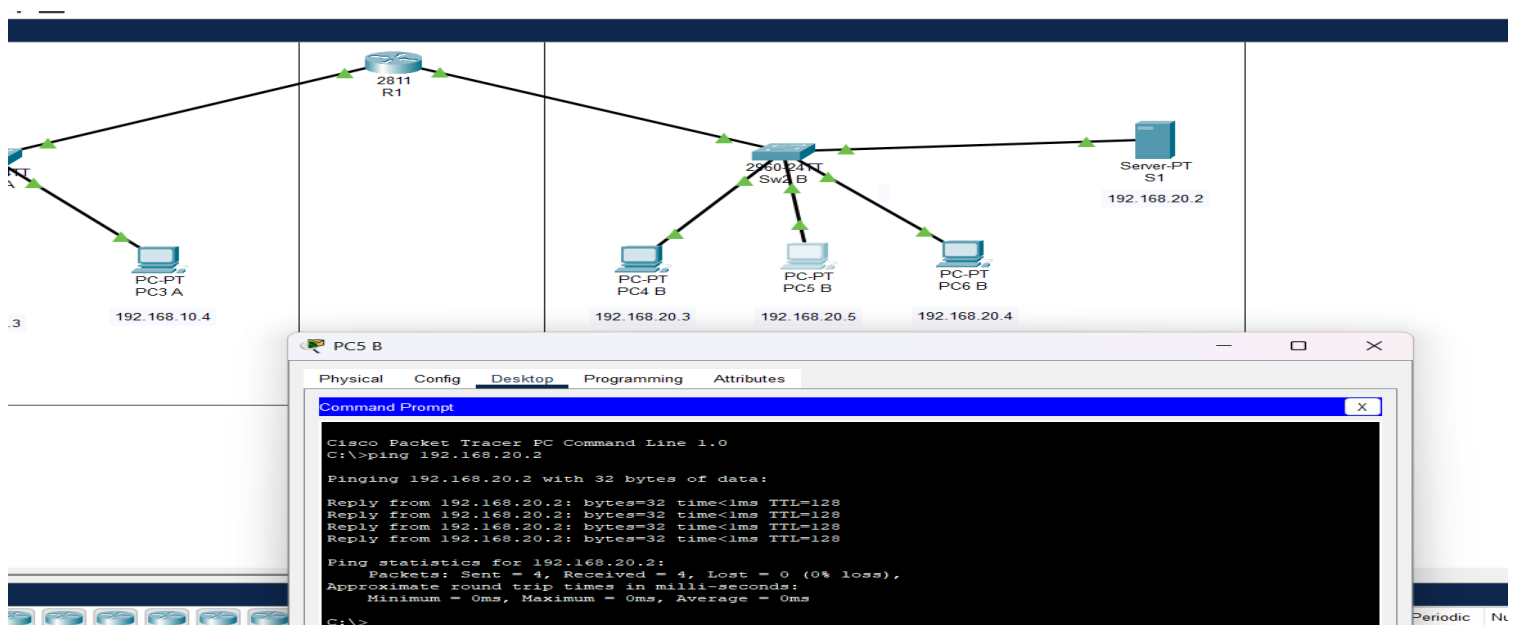 2811
R1
2960-24TT
Sw2 B
Server-PT
S1
192.168.20.2
PC-PT
PC3 A
192.168.10.4
.3
PC-PT
PC4 B
192.168.20.3
PC-PT
PC5 B
192.168.20.5
PC-PT
PC6 B
192.168.20.4
PC5 B
Physical Config Desktop Programming Attributes
Command Prompt
X
Cisco Packet Tracer PC Command Line 1.0
C:\>ping 192.168.20.2
Pinging 192.168.20.2 with 32 bytes of data:
Reply from 192.168.20.2: bytes=32 time<1ms TTL=128
Reply from 192.168.20.2: bytes=32 time<1ms TTL=128
Reply from 192.168.20.2: bytes=32 time<1ms TTL=128
Reply from 192.168.20.2: bytes=32 time<1ms TTL=128
Ping statistics for 192.168.20.2:
Packets: Sent = 4, Received = 4, Lost = 0 (0% loss),
Approximate round trip times in milli-seconds:
Minimum = 0ms, Maximum = 0ms, Average = 0ms
C:\>
Periodic